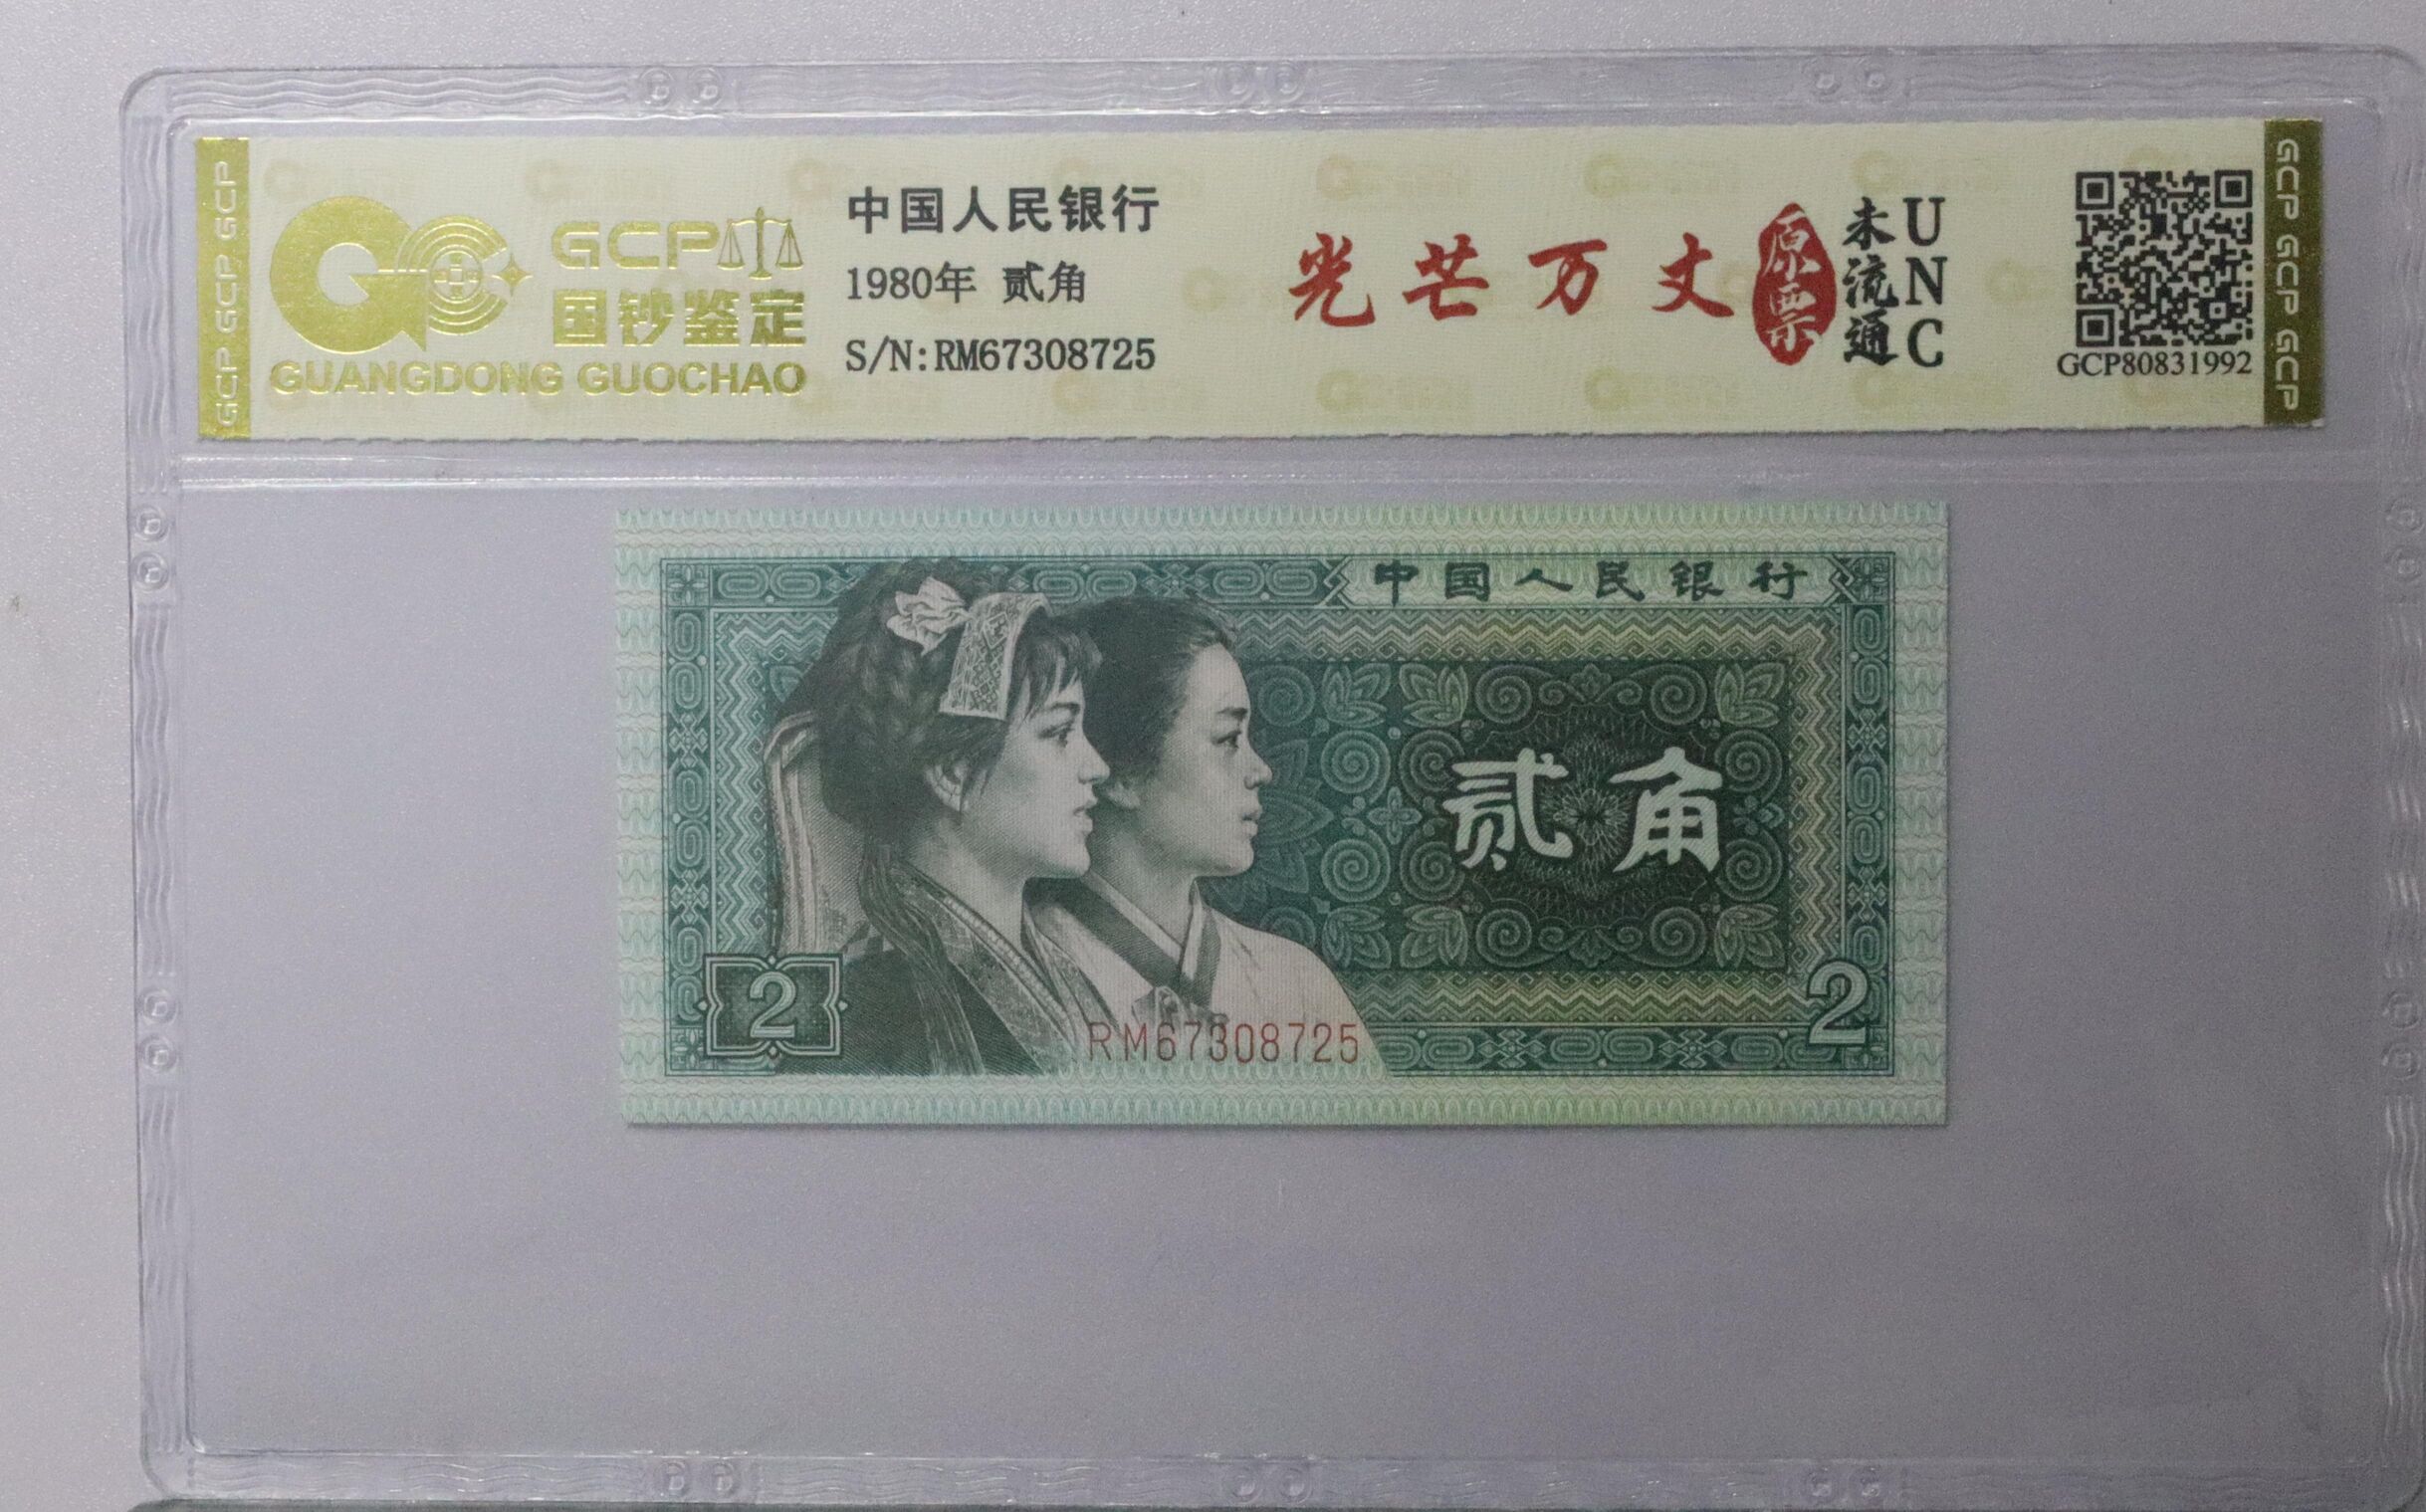 GCP GCP GCP
GCP
国钞鉴定
GUANGDONG GUOCHAO
中国人民银行
1980年 贰角
S/N:RM67308725
光芒万丈
原票
未流通
UNC
GCP80831992
GCP GCP GCP
中国人民银行
贰角
2
RM67308725
2